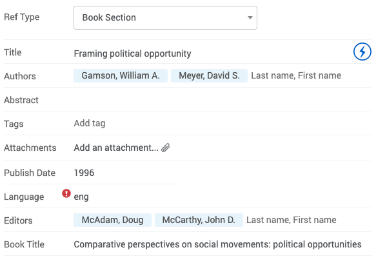 Ref Type Book Section
Title Framing political opportunity
Authors Gamson, William A. Meyer, David S. Last name, First name
Abstract
Tags Add tag
Attachments Add an attachment...
Publish Date 1996
Language eng
Editors McAdam, Doug McCarthy, John D. Last name, First name
Book Title Comparative perspectives on social movements: political opportunities